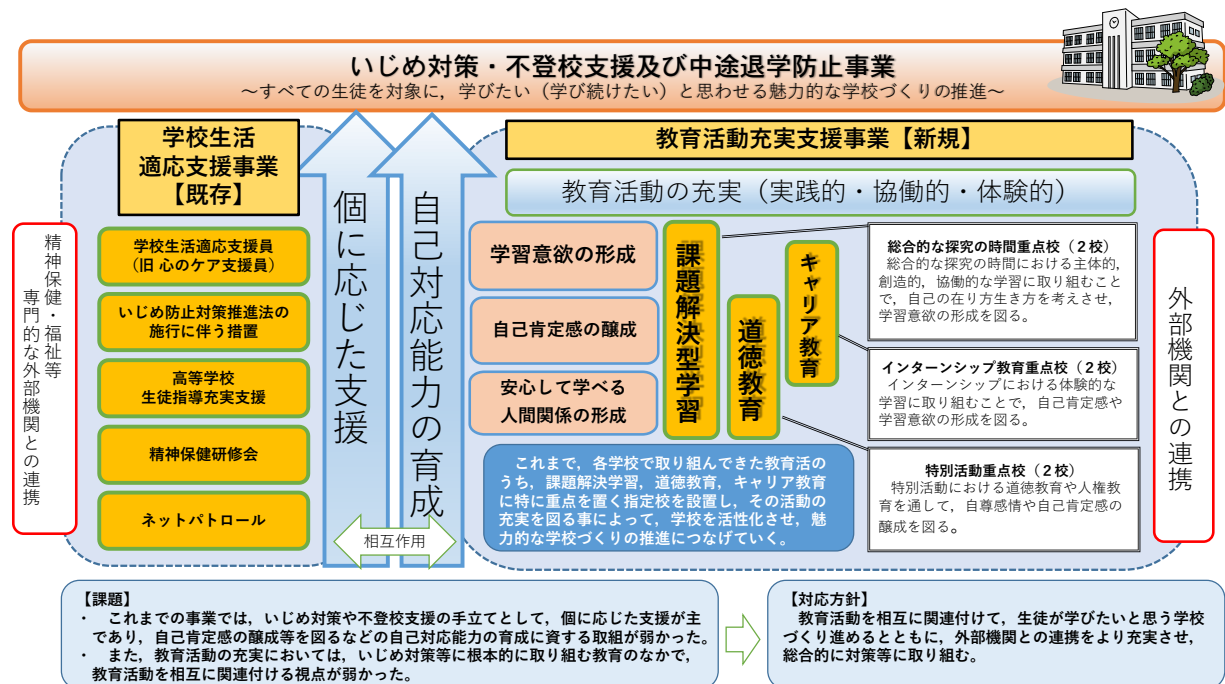 いじめ対策・不登校支援及び中途退学防止事業
～すべての生徒を対象に，学びたい（学び続けたい）と思わせる魅力的な学校づくりの推進～
学校生活
適応支援事業
【既存】
精神保健・福祉等
専門的な外部機関との連携
学校生活適応支援員
（旧 心のケア支援員）
いじめ防止対策推進法の
施行に伴う措置
高等学校
生徒指導充実支援
精神保健研修会
ネットパトロール
個に応じた支援
自己対応能力の育成
相互作用
教育活動充実支援事業【新規】
教育活動の充実（実践的・協働的・体験的）
学習意欲の形成
自己肯定感の醸成
安心して学べる
人間関係の形成
課題解決型学習
道徳教育
キャリア教育
これまで，各学校で取り組んできた教育活の
うち，課題解決学習，道徳教育，キャリア教育
に特に重点を置く指定校を設置し，その活動の
充実を図る事によって，学校を活性化させ，魅
力的な学校づくりの推進につなげていく。
総合的な探究の時間重点校（２校）
総合的な探究の時間における主体的，
創造的，協働的な学習に取り組むこと
で，自己の在り方生き方を考えさせ，
学習意欲の形成を図る。
インターンシップ教育重点校（２校）
インターンシップにおける体験的な
学習に取り組むことで，自己肯定感や
学習意欲の形成を図る。
特別活動重点校（２校）
特別活動における道徳教育や人権教
育を通して，自尊感情や自己肯定感の
醸成を図る。
外部機関との連携
【課題】
・　これまでの事業では，いじめ対策や不登校支援の手立てとして，個に応じた支援が主
であり，自己肯定感の醸成等を図るなどの自己対応能力の育成に資する取組が弱かった。
・　また，教育活動の充実においては，いじめ対策等に根本的に取り組む教育のなかで，
教育活動を相互に関連付ける視点が弱かった。
【対応方針】
教育活動を相互に関連付けて，生徒が学びたいと思う学校
づくり進めるとともに，外部機関との連携をより充実させ，
総合的に対策等に取り組む。